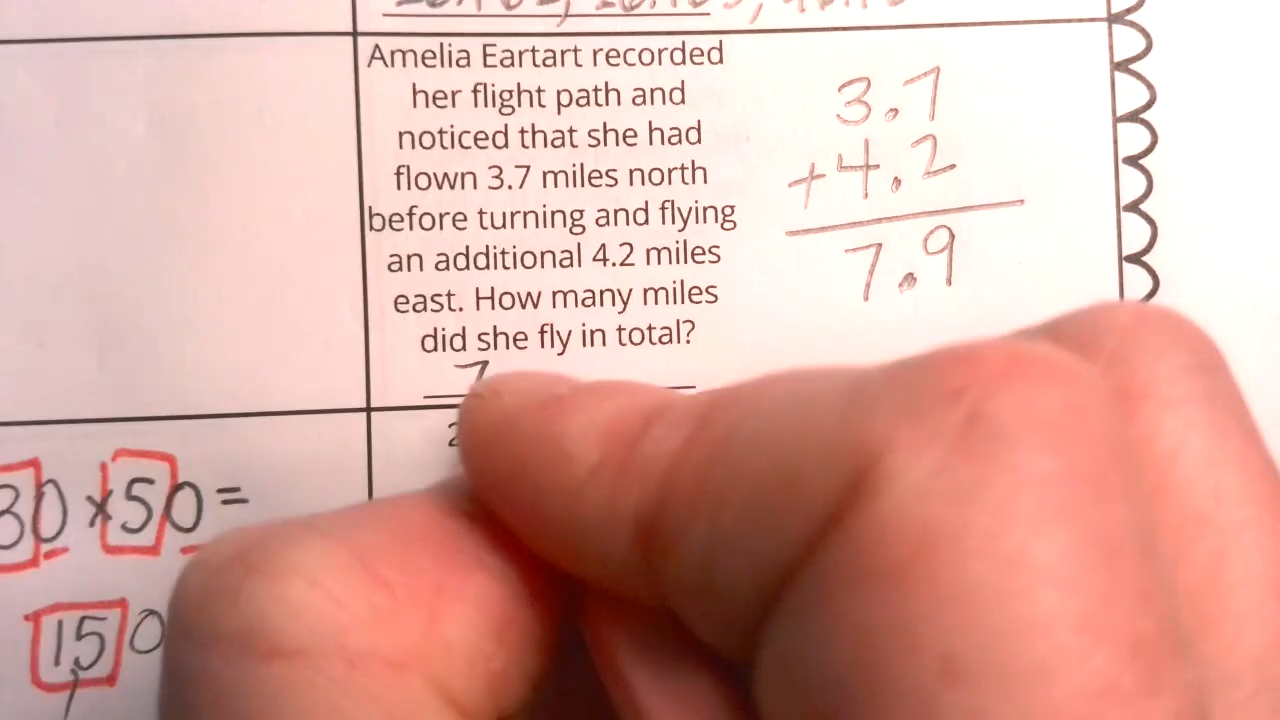 Amelia Eartart recorded
her flight path and
noticed that she had
flown 3.7 miles north
before turning and flying
an additional 4.2 miles
east. How many miles
did she fly in total?
7
3.7
+4.2
7.9
30 x 50 =
150